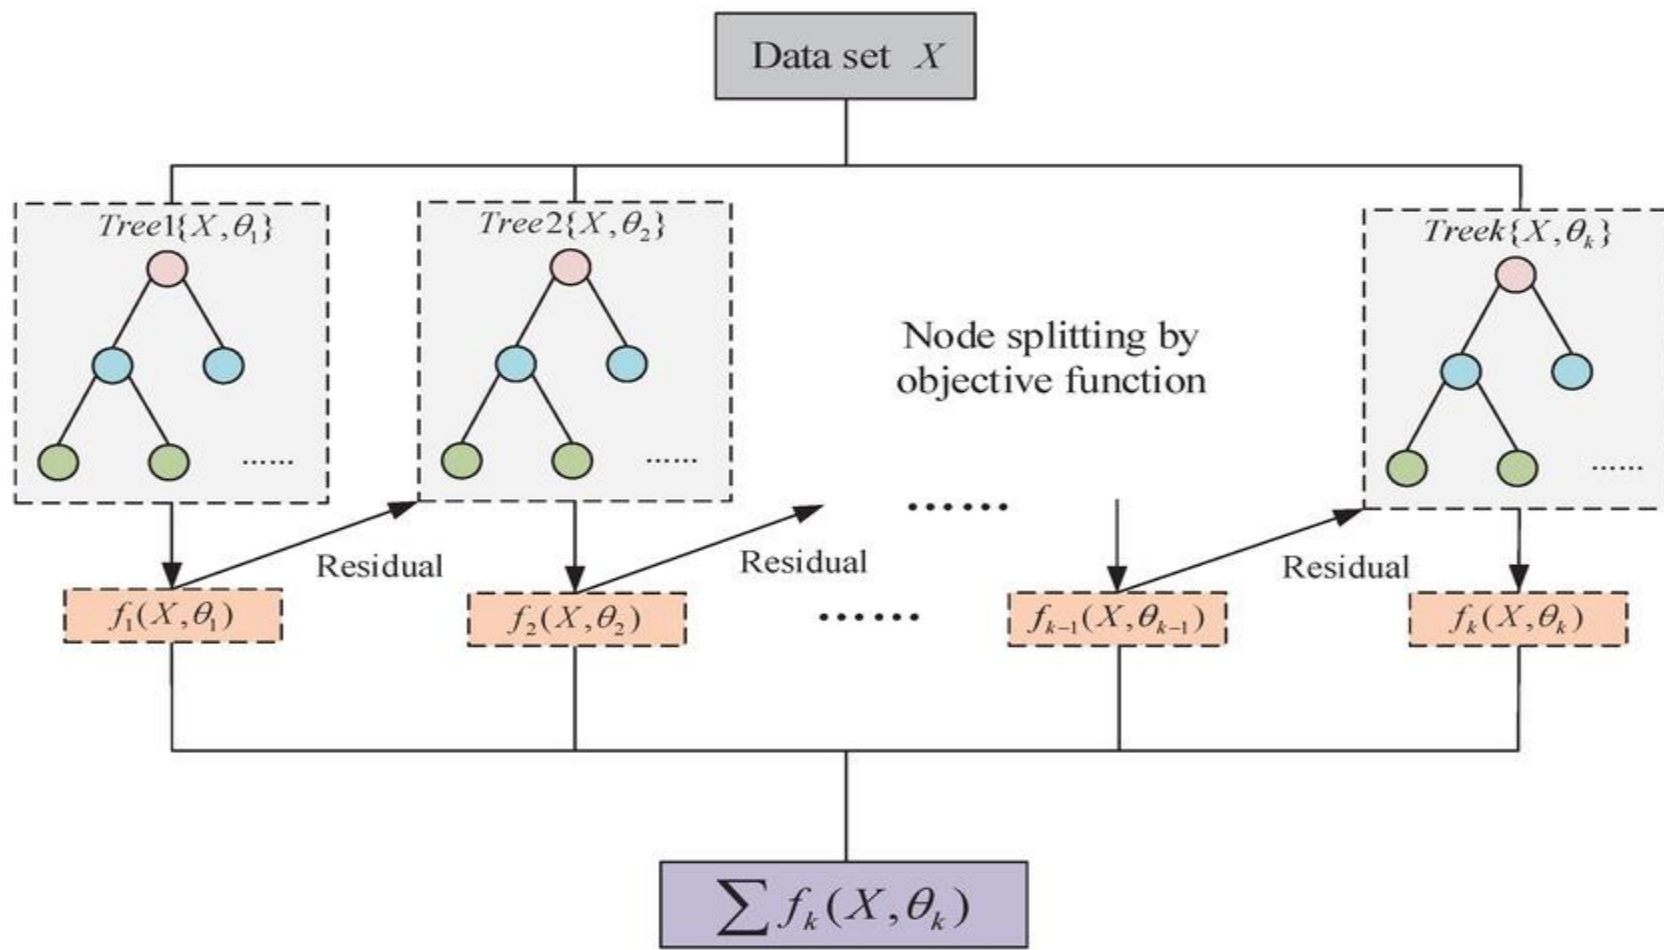 Data set X
Tree1{X,θ₁}
Tree2{X,θ₂}
Treek{X,θₖ}
Node splitting by
objective function
......
......
......
......
Residual
Residual
Residual
f₁(X,θ₁)
f₂(X,θ₂)
......
fₖ₋₁(X,θₖ₋₁)
fₖ(X,θₖ)
∑ fₖ(X,θₖ)